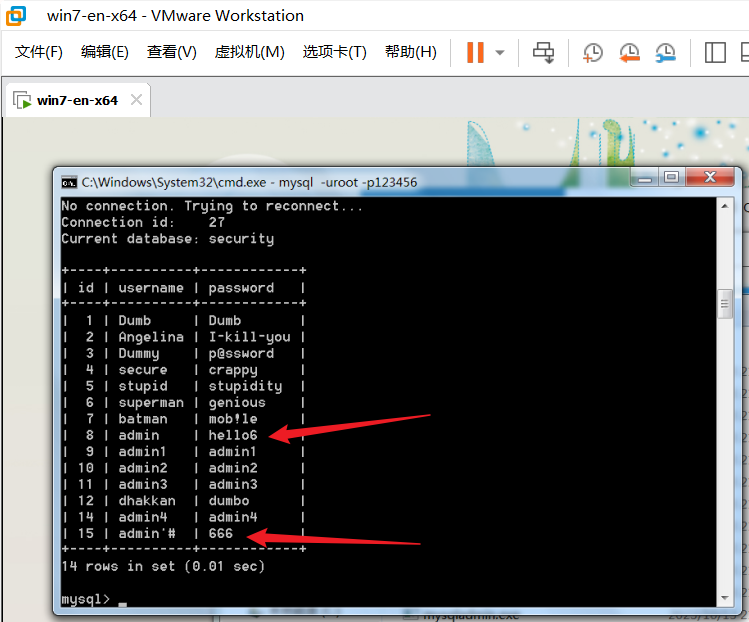 win7-en-x64 - VMware Workstation
文件(F) 编辑(E) 查看(V) 虚拟机(M) 选项卡(T) 帮助(H)
win7-en-x64
C:\Windows\System32\cmd.exe - mysql -uroot -p123456
No connection. Trying to reconnect...
Connection id:    27
Current database: security
+----+----------+------------+
| id | username | password   |
+----+----------+------------+
|  1 | Dumb     | Dumb       |
|  2 | Angelina | I-kill-you |
|  3 | Dummy    | p@ssword   |
|  4 | secure   | crappy     |
|  5 | stupid   | stupidity  |
|  6 | superman | genious    |
|  7 | batman   | mob!le     |
|  8 | admin    | hello6     |
|  9 | admin1   | admin1     |
| 10 | admin2   | admin2     |
| 11 | admin3   | admin3     |
| 12 | dhakkan  | dumbo      |
| 14 | admin4   | admin4     |
| 15 | admin'#  | 666        |
+----+----------+------------+
14 rows in set (0.01 sec)
mysql> _
mysqladmin.exe